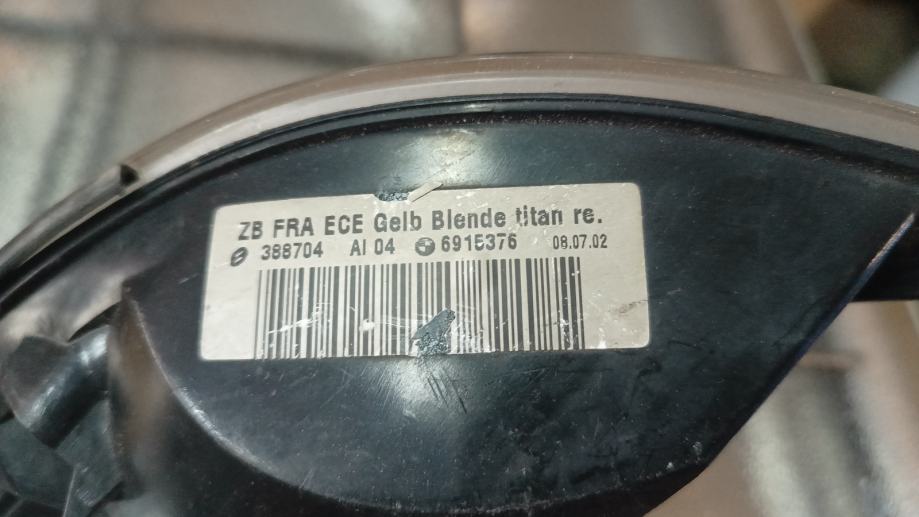 ZB FRA ECE Gelb Blende titan re.
388704 AI 04 6915376 08.07.02